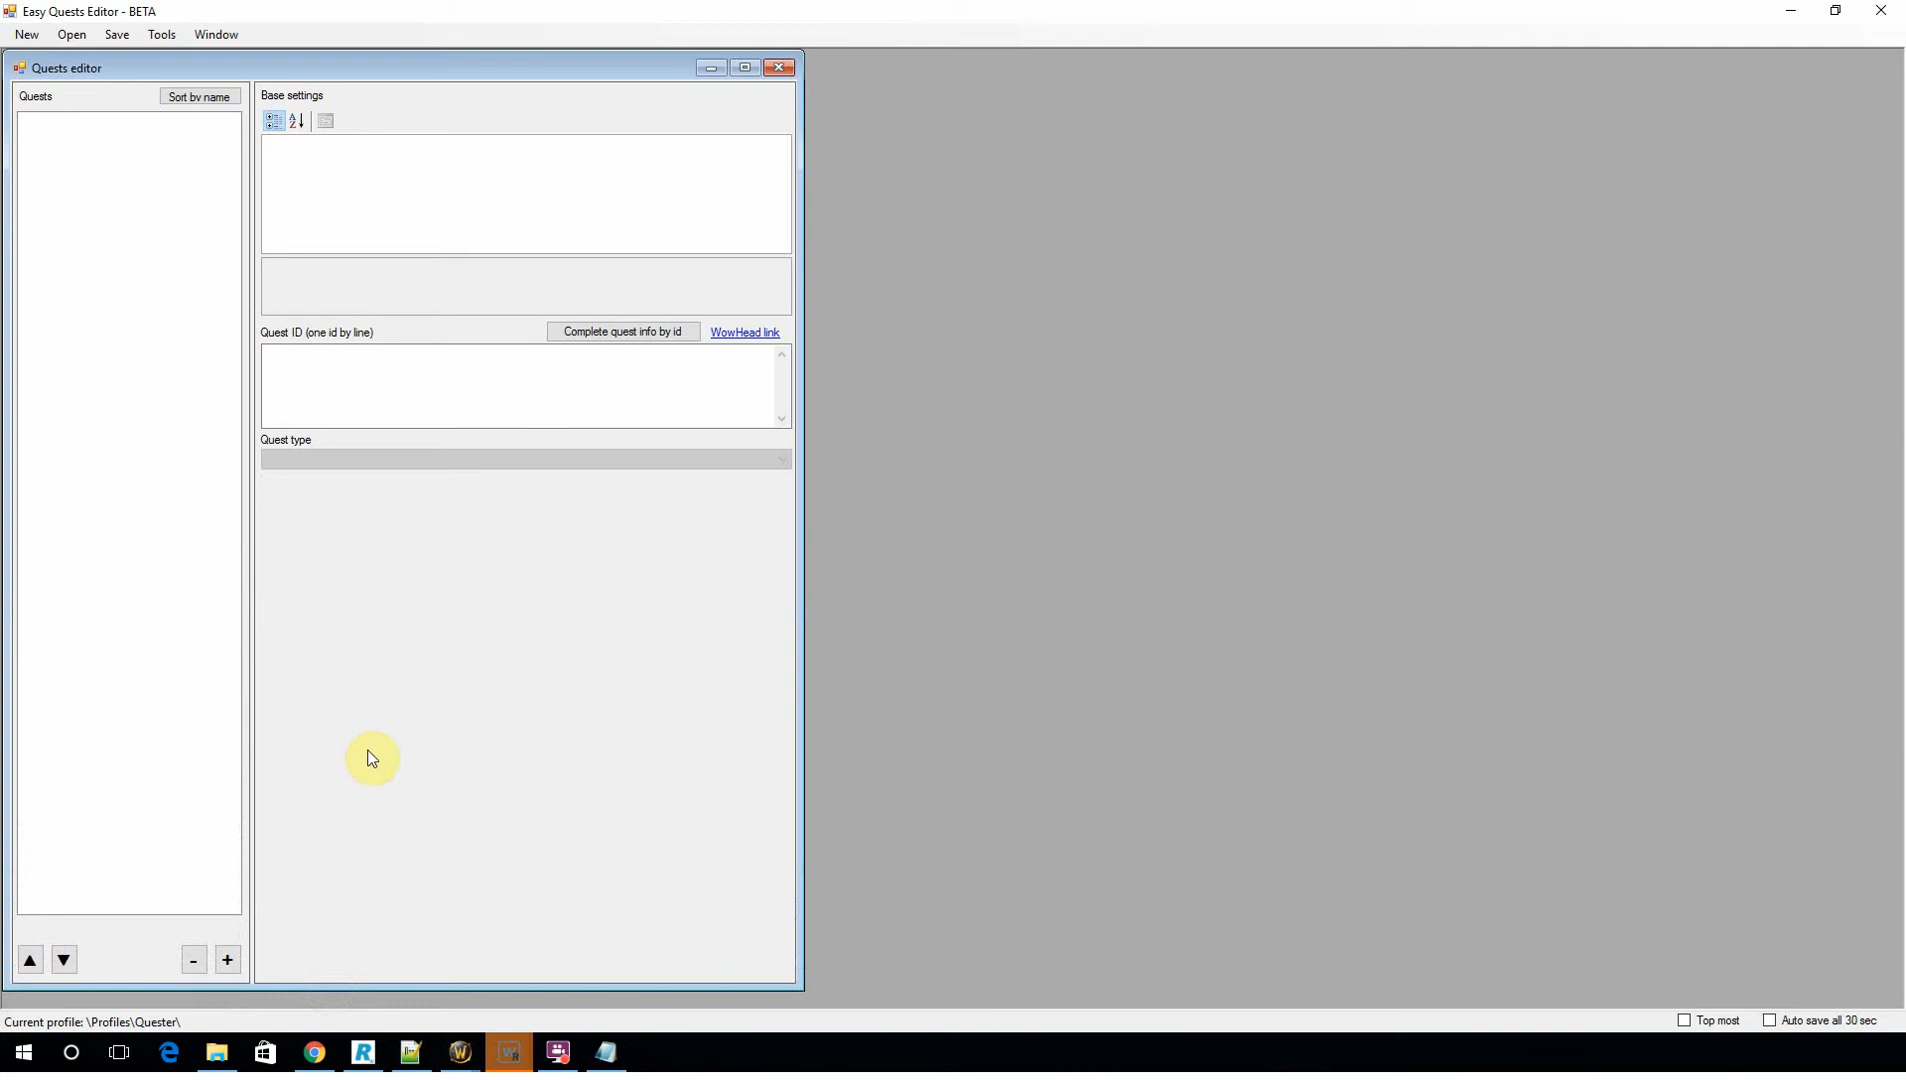 Easy Quests Editor - BETA
New Open Save Tools Window
Quests editor
Quests Sort by name
Base settings
Quest ID (one id by line) Complete quest info by id WowHead link
Quest type
- +
Current profile: \Profiles\Quester\ Top most Auto save all 30 sec